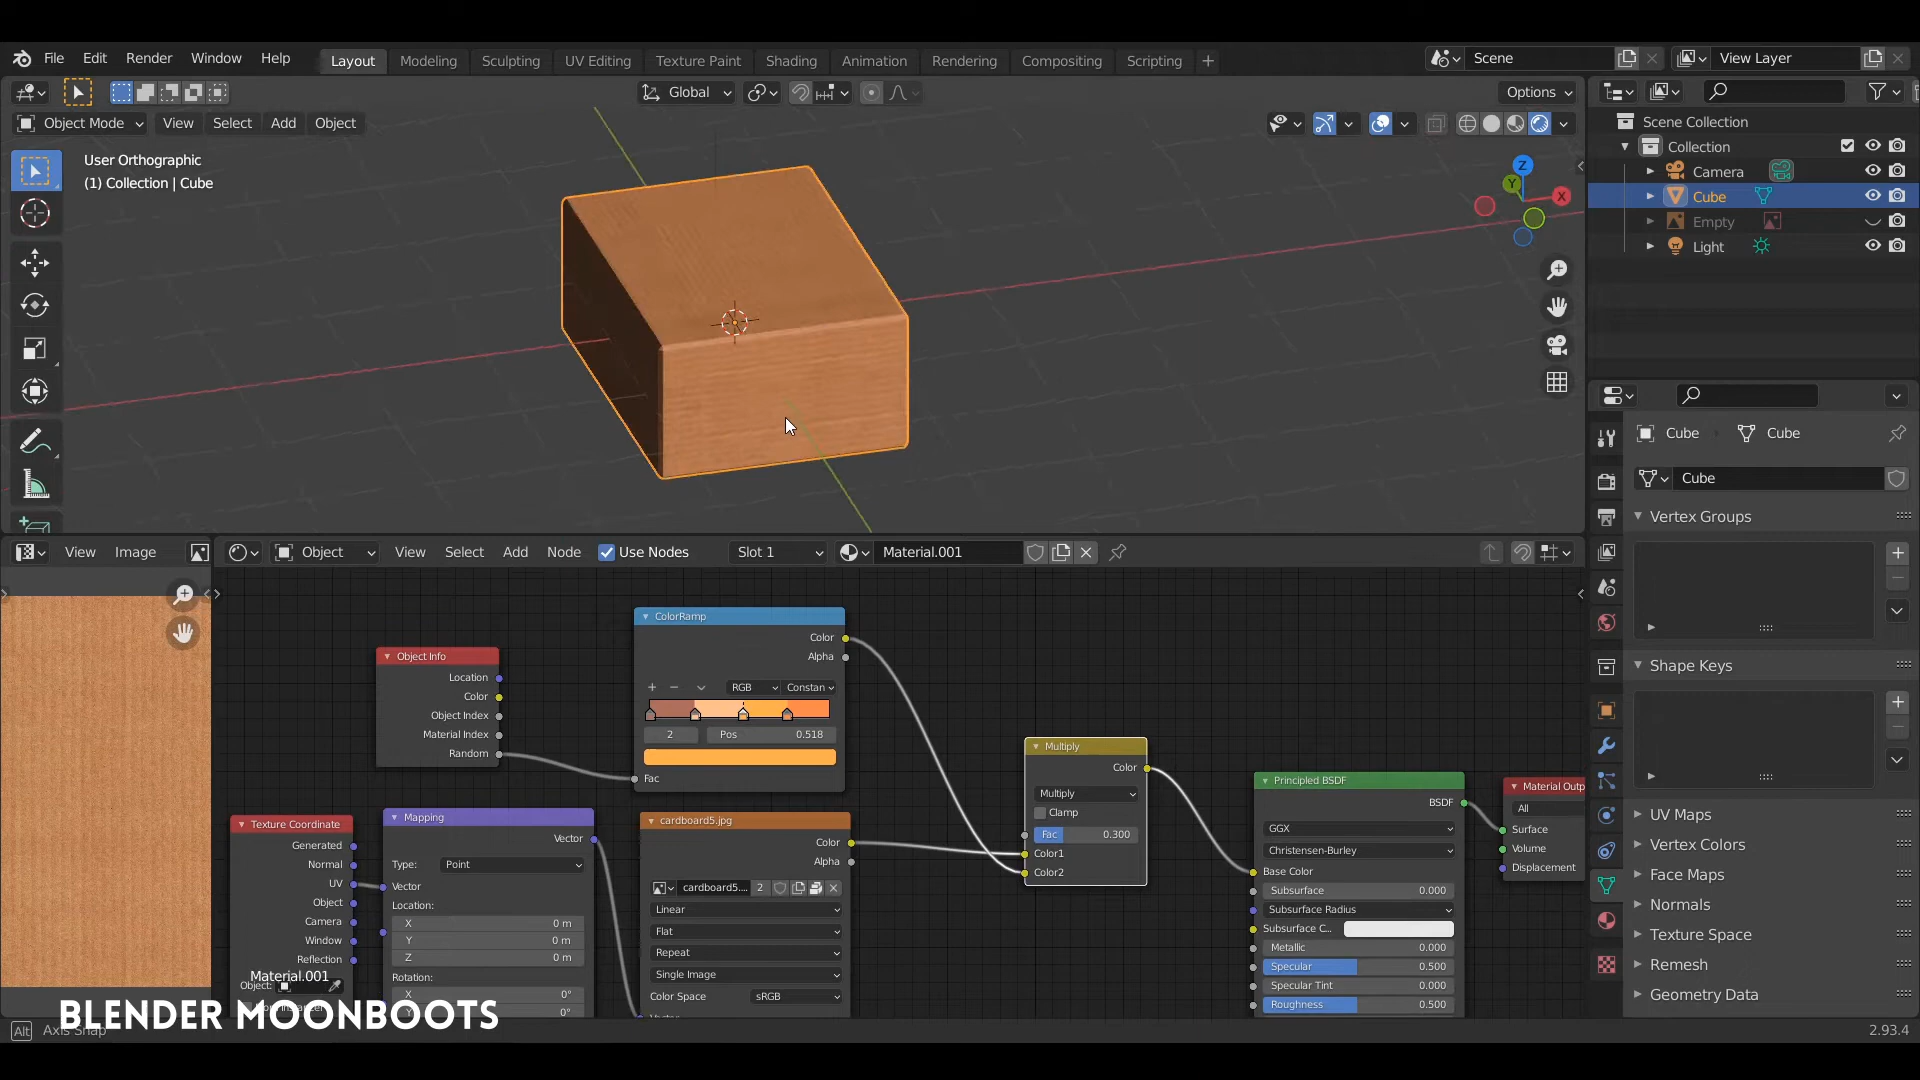 File Edit Render Window Help Layout Modeling Sculpting UV Editing Texture Paint Shading Animation Rendering Compositing Scripting + Scene View Layer
Global Options
Object Mode View Select Add Object
User Orthographic
(1) Collection | Cube
Z
Y
X
Scene Collection
Collection
Camera
Cube
Empty
Light
Cube Cube
Cube
Vertex Groups
Shape Keys
UV Maps
Vertex Colors
Face Maps
Normals
Texture Space
Remesh
Geometry Data
View Image Object View Select Add Node Use Nodes Slot 1 Material.001
Object Info
Location
Color
Object Index
Material Index
Random
ColorRamp
Color
Alpha
RGB Constan
2 Pos 0.518
Fac
Texture Coordinate
Generated
Normal
UV
Object
Camera
Window
Reflection
Object:
Mapping
Vector
Type: Point
Vector
Location:
X 0 m
Y 0 m
Z 0 m
Rotation:
X 0°
Y 0°
cardboard5.jpg
Color
Alpha
cardboard5.... 2
Linear
Flat
Repeat
Single Image
Color Space sRGB
Multiply
Color
Multiply
Clamp
Fac 0.300
Color1
Color2
Principled BSDF
BSDF
GGX
Christensen-Burley
Base Color
Subsurface 0.000
Subsurface Radius
Subsurface C...
Metallic 0.000
Specular 0.500
Specular Tint 0.000
Roughness 0.500
Material Outp
All
Surface
Volume
Displacement
Material.001
BLENDER MOONBOOTS
Alt Axis Snap
2.93.4